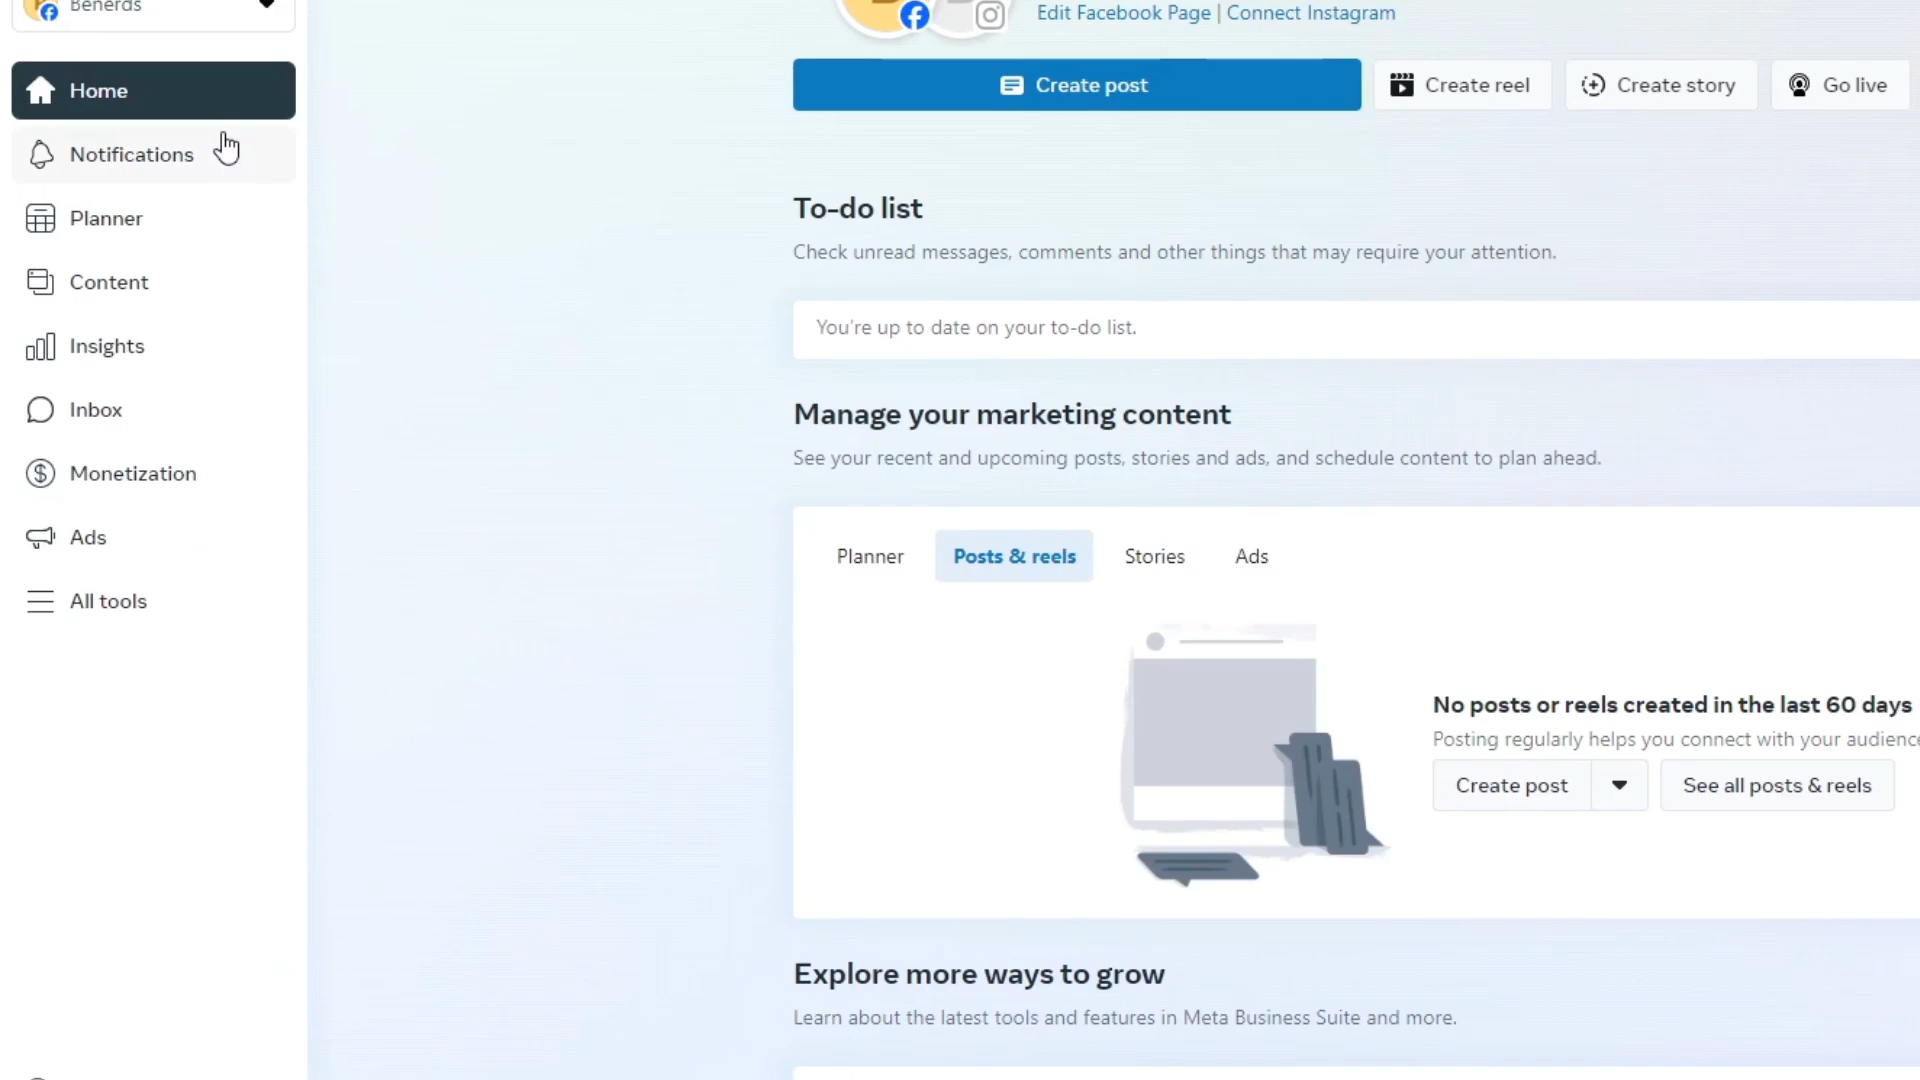 Benerds
Edit Facebook Page | Connect Instagram
Home
Create post
Create reel
Create story
Go live
Notifications
Planner
Content
Insights
Inbox
Monetization
Ads
All tools
To-do list
Check unread messages, comments and other things that may require your attention.
You're up to date on your to-do list.
Manage your marketing content
See your recent and upcoming posts, stories and ads, and schedule content to plan ahead.
Planner
Posts & reels
Stories
Ads
No posts or reels created in the last 60 days
Posting regularly helps you connect with your audience
Create post
See all posts & reels
Explore more ways to grow
Learn about the latest tools and features in Meta Business Suite and more.